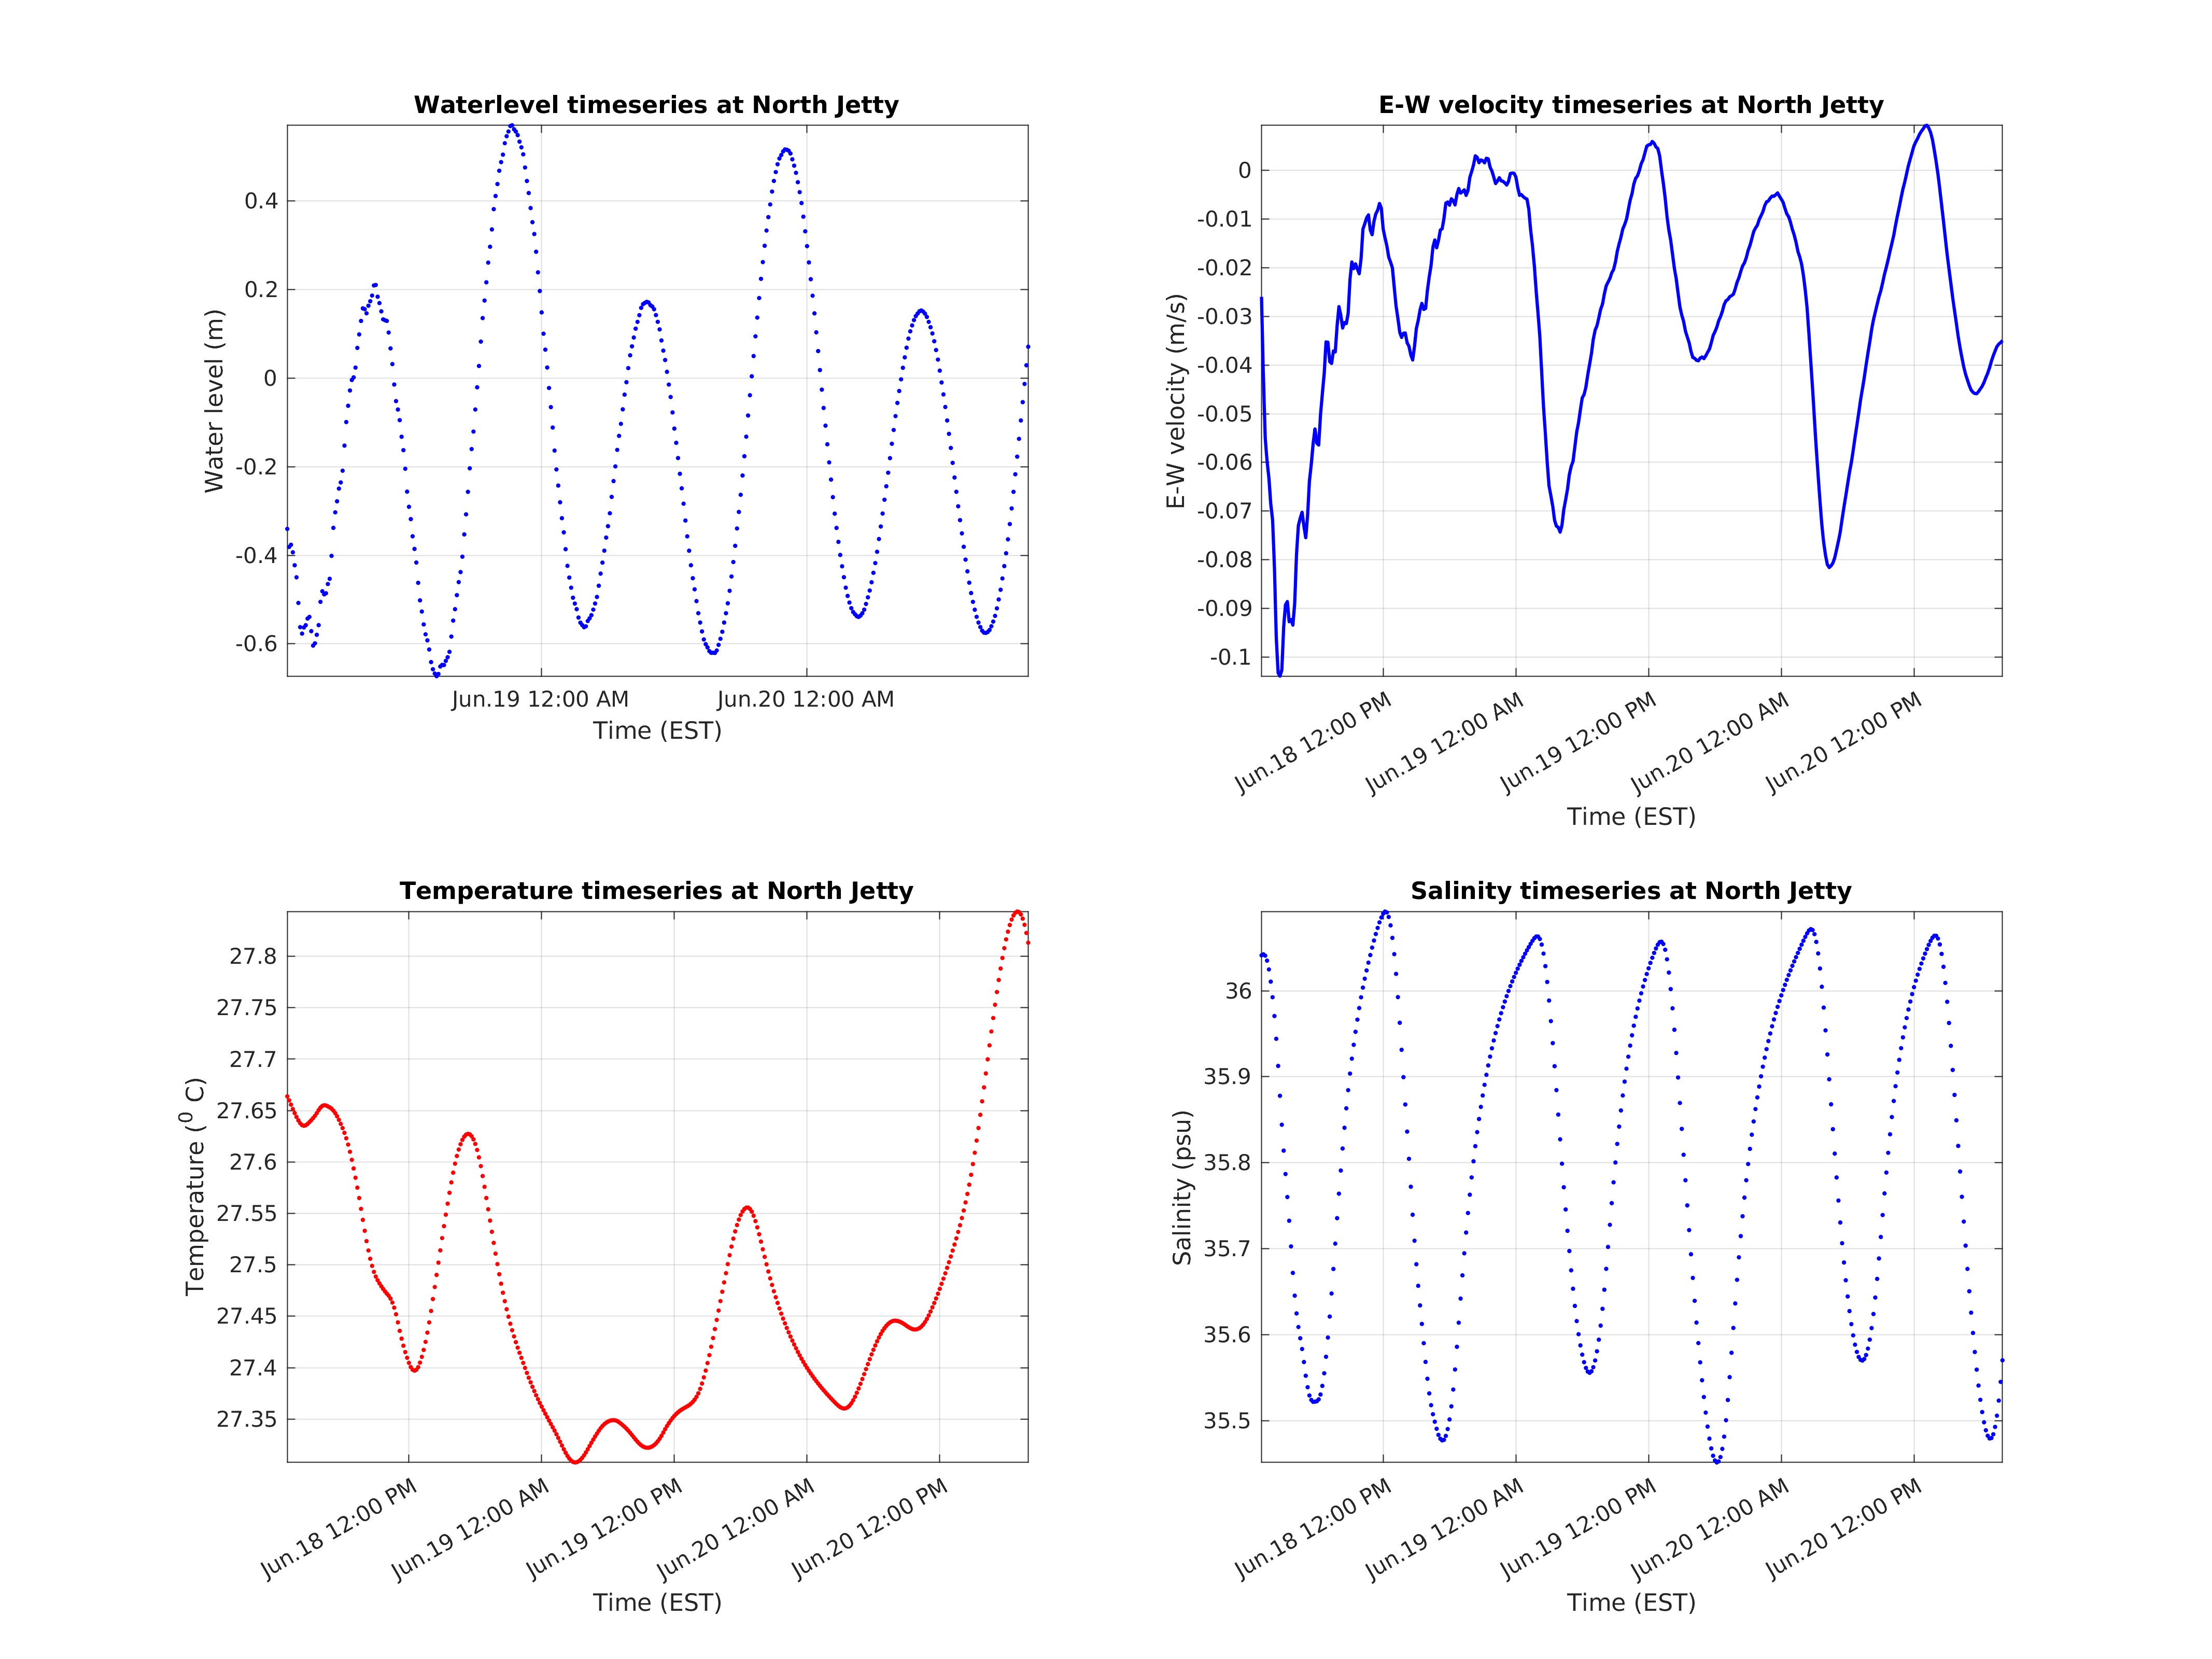 Waterlevel timeseries at North Jetty
0.4
0.2
0
-0.2
-0.4
-0.6
Water level (m)
Jun.19 12:00 AM
Jun.20 12:00 AM
Time (EST)
E-W velocity timeseries at North Jetty
0
-0.01
-0.02
-0.03
-0.04
-0.05
-0.06
-0.07
-0.08
-0.09
-0.1
E-W velocity (m/s)
Jun.18 12:00 PM
Jun.19 12:00 AM
Jun.19 12:00 PM
Jun.20 12:00 AM
Jun.20 12:00 PM
Time (EST)
Temperature timeseries at North Jetty
27.8
27.75
27.7
27.65
27.6
27.55
27.5
27.45
27.4
27.35
Temperature (⁰ C)
Jun.18 12:00 PM
Jun.19 12:00 AM
Jun.19 12:00 PM
Jun.20 12:00 AM
Jun.20 12:00 PM
Time (EST)
Salinity timeseries at North Jetty
36
35.9
35.8
35.7
35.6
35.5
Salinity (psu)
Jun.18 12:00 PM
Jun.19 12:00 AM
Jun.19 12:00 PM
Jun.20 12:00 AM
Jun.20 12:00 PM
Time (EST)